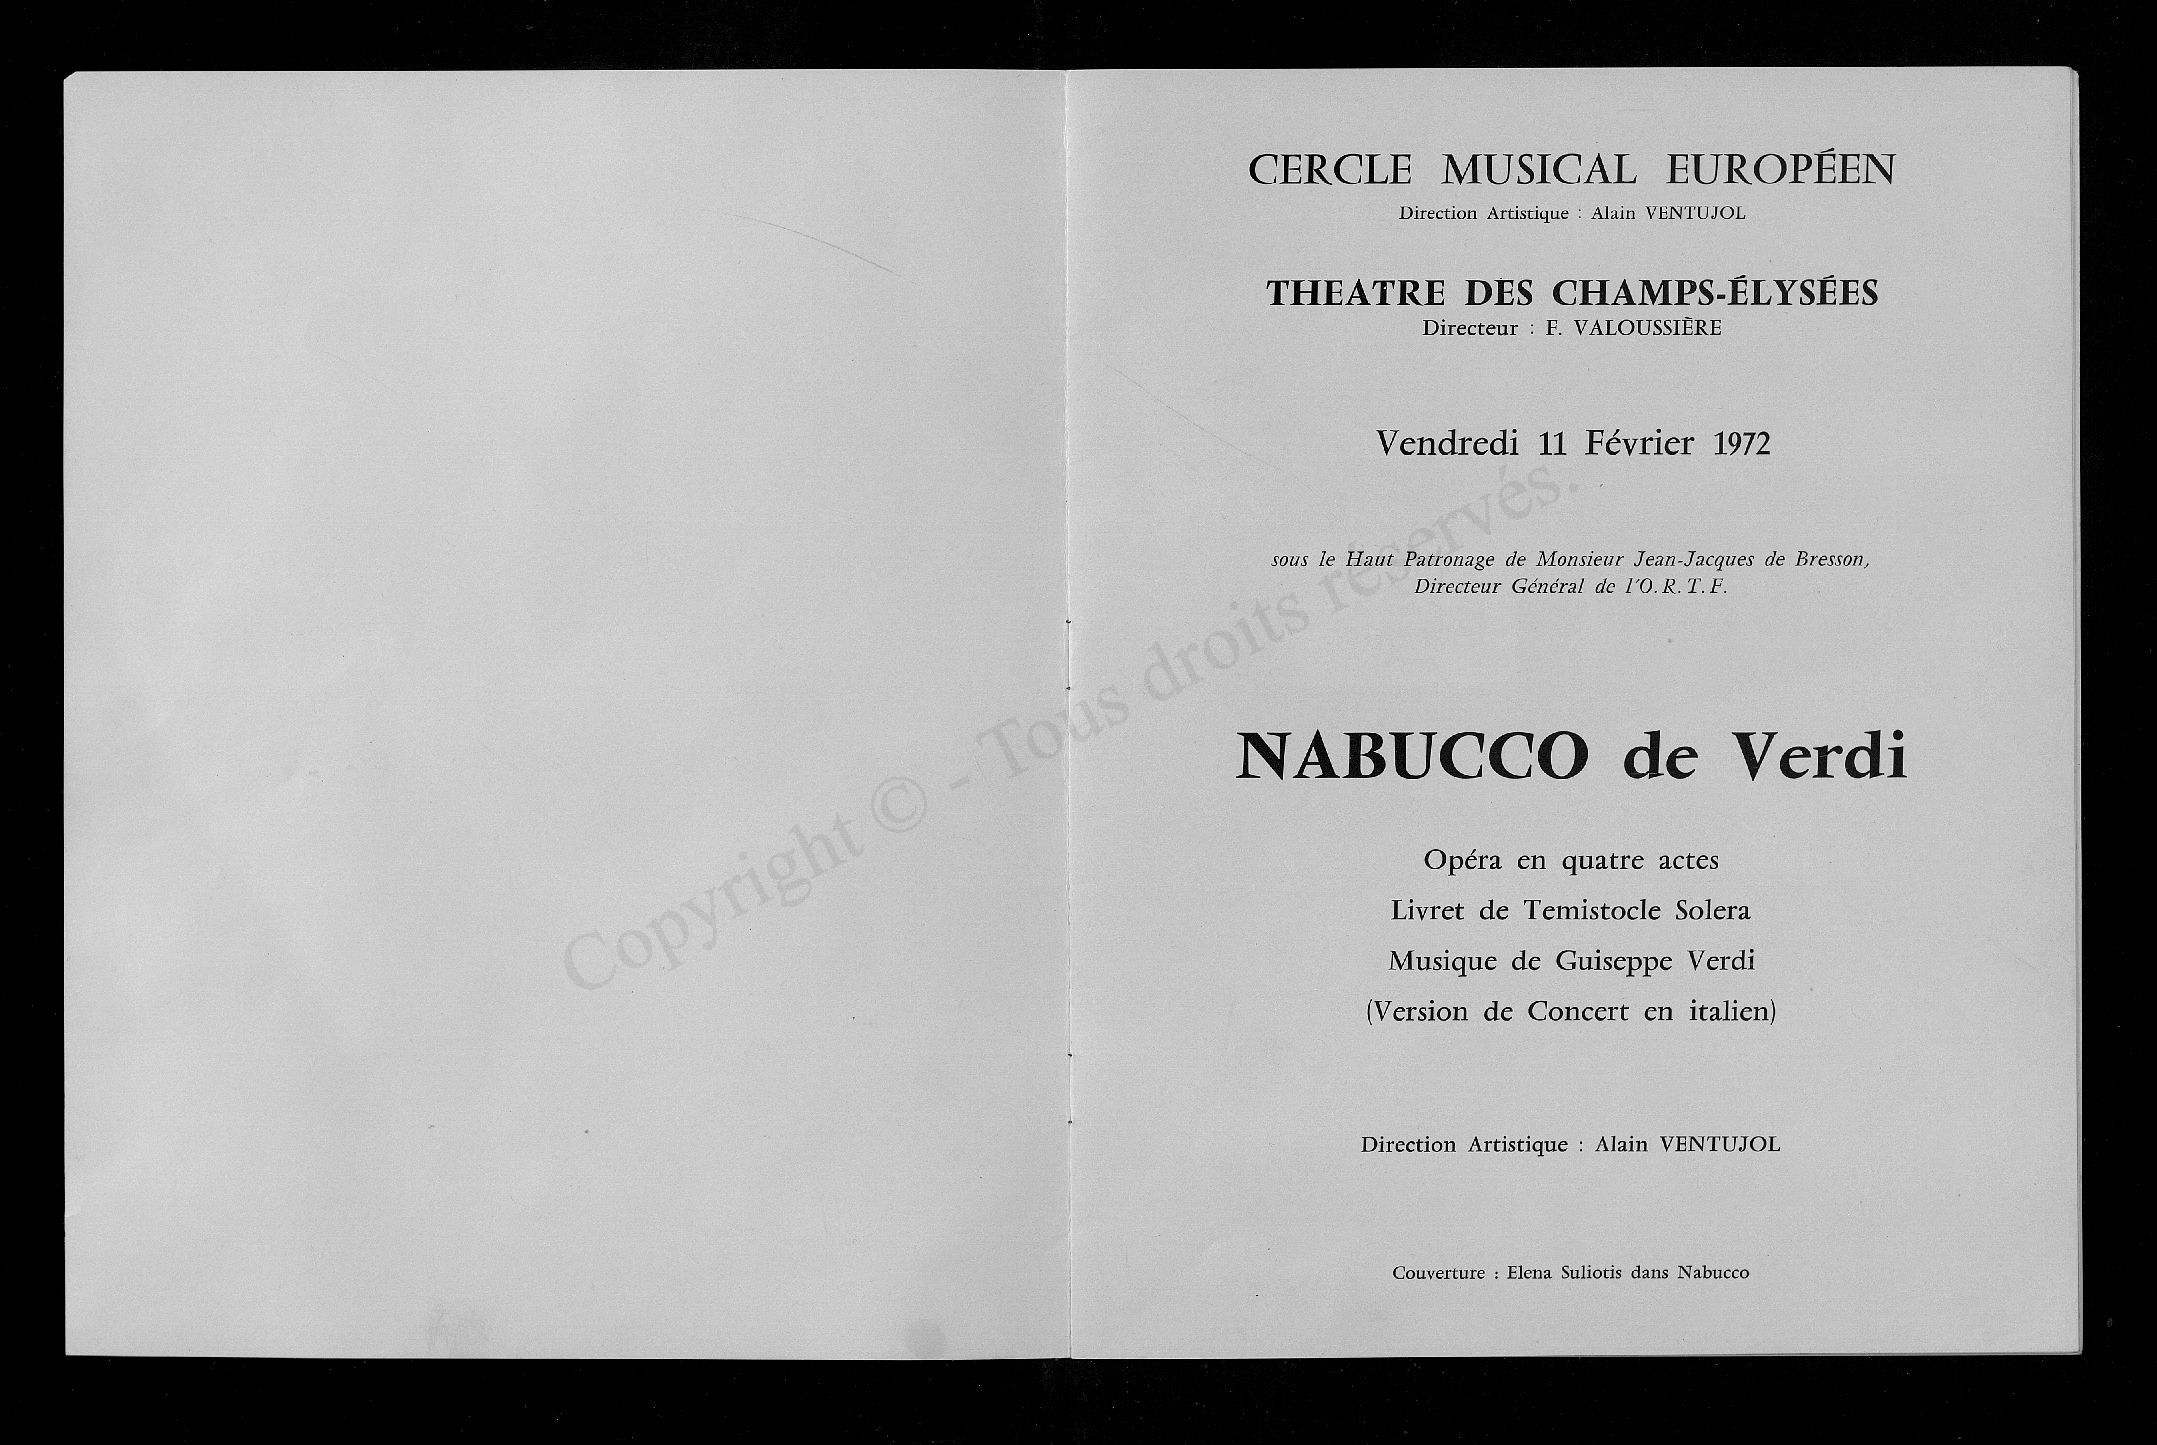 CERCLE MUSICAL EUROPÉEN
Direction Artistique : Alain VENTUJOL
THEATRE DES CHAMPS-ÉLYSÉES
Directeur : F. VALOUSSIÈRE
Vendredi 11 Février 1972
sous le Haut Patronage de Monsieur Jean-Jacques de Bresson,
Directeur Général de l'O.R.T.F.
NABUCCO de Verdi
Opéra en quatre actes
Livret de Temistocle Solera
Musique de Guiseppe Verdi
(Version de Concert en italien)
Direction Artistique : Alain VENTUJOL
Couverture : Elena Suliotis dans Nabucco
Copyright © - Tous droits réservés.